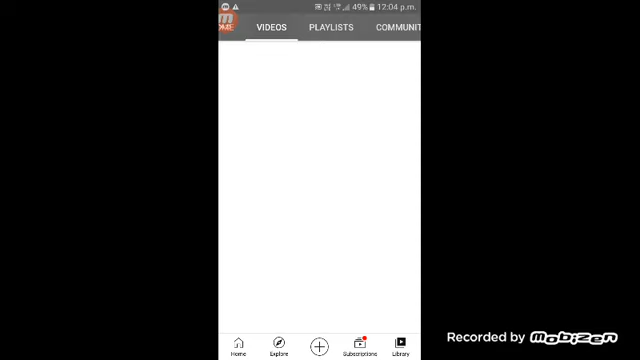 49% 12:04 p.m.
VIDEOS PLAYLISTS COMMUNIT
Home Explore Subscriptions Library
Recorded by mobizen